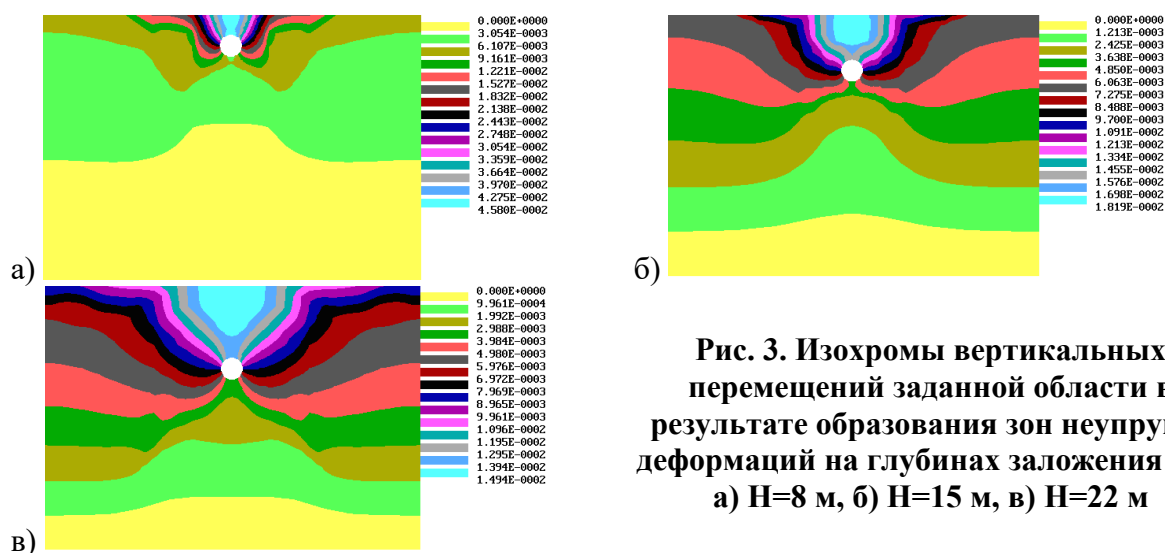 0.000E+0000
3.054E-0003
6.107E-0003
9.161E-0003
1.221E-0002
1.527E-0002
1.832E-0002
2.138E-0002
2.443E-0002
2.748E-0002
3.054E-0002
3.359E-0002
3.664E-0002
3.970E-0002
4.275E-0002
4.580E-0002
а)
0.000E+0000
1.213E-0003
2.425E-0003
3.638E-0003
4.850E-0003
6.063E-0003
7.275E-0003
8.488E-0003
9.700E-0003
1.091E-0002
1.213E-0002
1.334E-0002
1.455E-0002
1.576E-0002
1.698E-0002
1.819E-0002
б)
0.000E+0000
9.961E-0004
1.992E-0003
2.988E-0003
3.984E-0003
4.980E-0003
5.976E-0003
6.972E-0003
7.969E-0003
8.965E-0003
9.961E-0003
1.096E-0002
1.195E-0002
1.295E-0002
1.394E-0002
1.494E-0002
в)
Рис. 3. Изохромы вертикальных
перемещений заданной области в
результате образования зон неупру
деформаций на глубинах заложения
а) Н=8 м, б) Н=15 м, в) Н=22 м